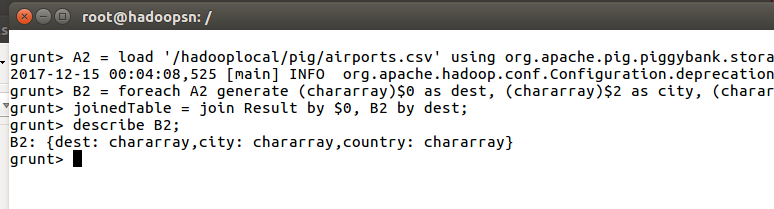 root@hadoopsn: /
grunt> A2 = load '/hadooplocal/pig/airports.csv' using org.apache.pig.piggybank.stora
2017-12-15 00:04:08,525 [main] INFO  org.apache.hadoop.conf.Configuration.deprecation
grunt> B2 = foreach A2 generate (chararray)$0 as dest, (chararray)$2 as city, (charar
grunt> joinedTable = join Result by $0, B2 by dest;
grunt> describe B2;
B2: {dest: chararray,city: chararray,country: chararray}
grunt>